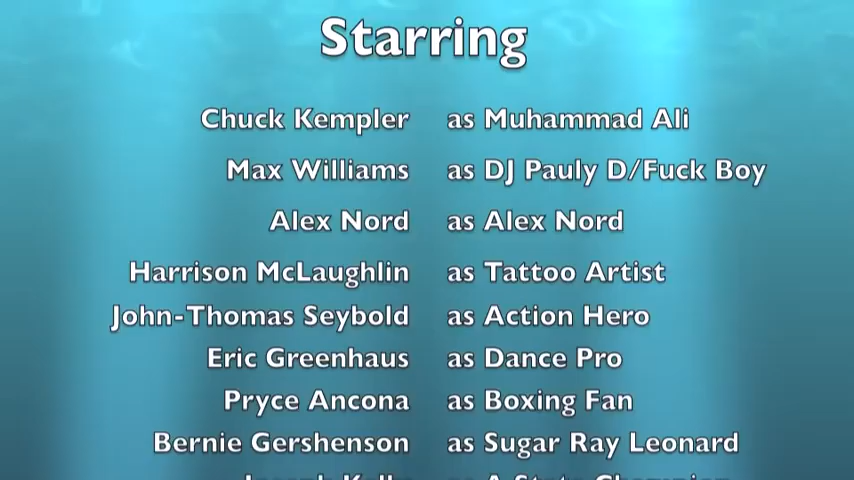 Starring
Chuck Kempler as Muhammad Ali
Max Williams as DJ Pauly D/Fuck Boy
Alex Nord as Alex Nord
Harrison McLaughlin as Tattoo Artist
John-Thomas Seybold as Action Hero
Eric Greenhaus as Dance Pro
Pryce Ancona as Boxing Fan
Bernie Gershenson as Sugar Ray Leonard